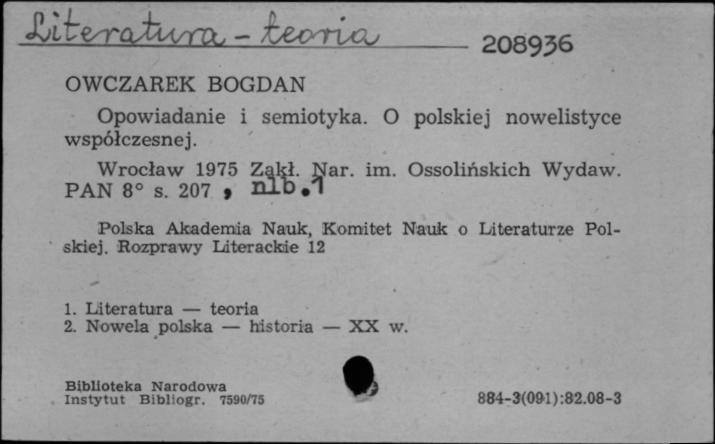 Literatura – teoria
208936
OWCZAREK BOGDAN
Opowiadanie i semiotyka. O polskiej nowelistyce
współczesnej.
Wrocław 1975 Zakł. Nar. im. Ossolińskich Wydaw.
PAN 8° s. 207 , nlb.1
Polska Akademia Nauk, Komitet Nauk o Literaturze Pol-
skiej. Rozprawy Literackie 12
1. Literatura — teoria
2. Nowela polska — historia — XX w.
Biblioteka Narodowa
Instytut Bibliogr. 7590/75
884-3(091):82.08-3